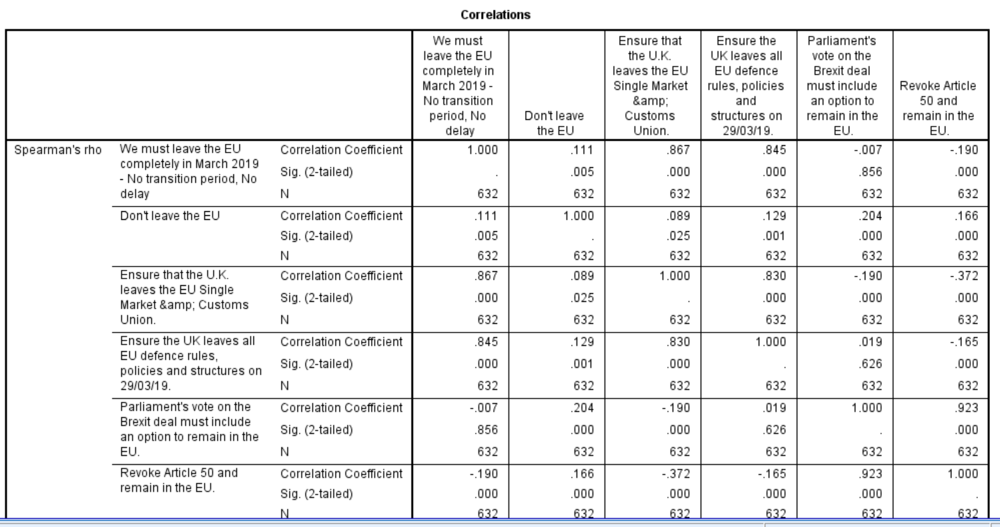 Correlations
We must leave the EU completely in March 2019 - No transition period, No delay
Don't leave the EU
Ensure that the U.K. leaves the EU Single Market &amp; Customs Union.
Ensure the UK leaves all EU defence rules, policies and structures on 29/03/19.
Parliament's vote on the Brexit deal must include an option to remain in the EU.
Revoke Article 50 and remain in the EU.
Spearman's rho
We must leave the EU completely in March 2019 - No transition period, No delay
Correlation Coefficient 1.000 .111 .867 .845 -.007 -.190
Sig. (2-tailed) . .005 .000 .000 .856 .000
N 632 632 632 632 632 632
Don't leave the EU
Correlation Coefficient .111 1.000 .089 .129 .204 .166
Sig. (2-tailed) .005 . .025 .001 .000 .000
N 632 632 632 632 632 632
Ensure that the U.K. leaves the EU Single Market &amp; Customs Union.
Correlation Coefficient .867 .089 1.000 .830 -.190 -.372
Sig. (2-tailed) .000 .025 . .000 .000 .000
N 632 632 632 632 632 632
Ensure the UK leaves all EU defence rules, policies and structures on 29/03/19.
Correlation Coefficient .845 .129 .830 1.000 .019 -.165
Sig. (2-tailed) .000 .001 .000 . .626 .000
N 632 632 632 632 632 632
Parliament's vote on the Brexit deal must include an option to remain in the EU.
Correlation Coefficient -.007 .204 -.190 .019 1.000 .923
Sig. (2-tailed) .856 .000 .000 .626 . .000
N 632 632 632 632 632 632
Revoke Article 50 and remain in the EU.
Correlation Coefficient -.190 .166 -.372 -.165 .923 1.000
Sig. (2-tailed) .000 .000 .000 .000 .000 .
N 632 632 632 632 632 632